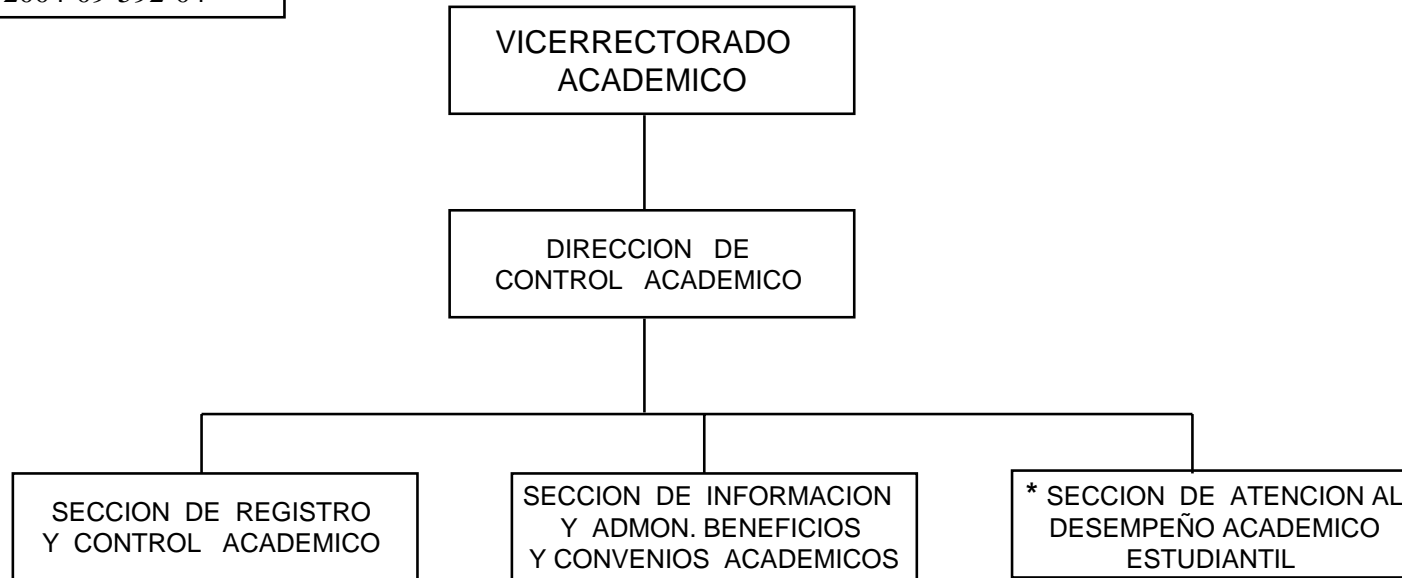 VICERRECTORADO
ACADEMICO
DIRECCION DE
CONTROL ACADEMICO
SECCION DE REGISTRO
Y CONTROL ACADEMICO
SECCION DE INFORMACION
Y ADMON. BENEFICIOS
Y CONVENIOS ACADEMICOS
* SECCION DE ATENCION AL
DESEMPEÑO ACADEMICO
ESTUDIANTIL